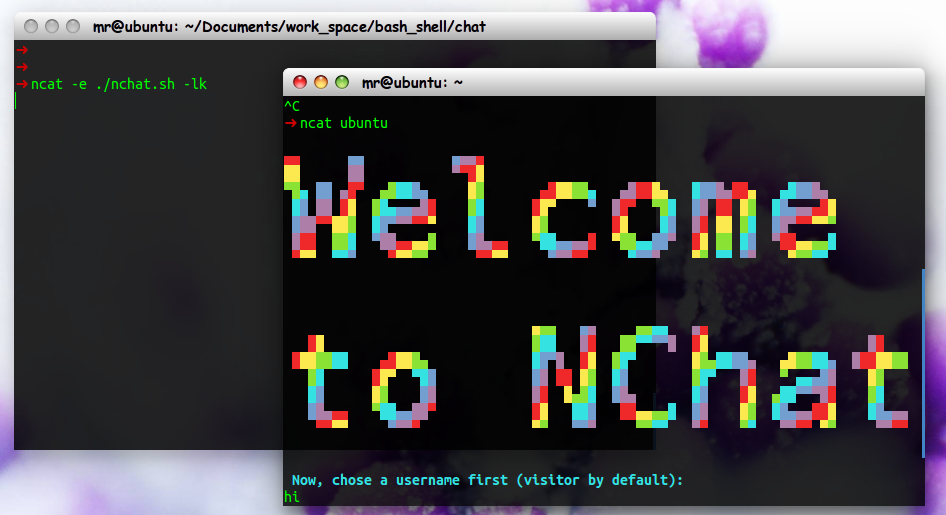 mr@ubuntu: ~/Documents/work_space/bash_shell/chat
➜
➜
➜ ncat -e ./nchat.sh -lk
mr@ubuntu: ~
^C
➜ ncat ubuntu
Welcome
to NChat
Now, chose a username first (visitor by default):
hi